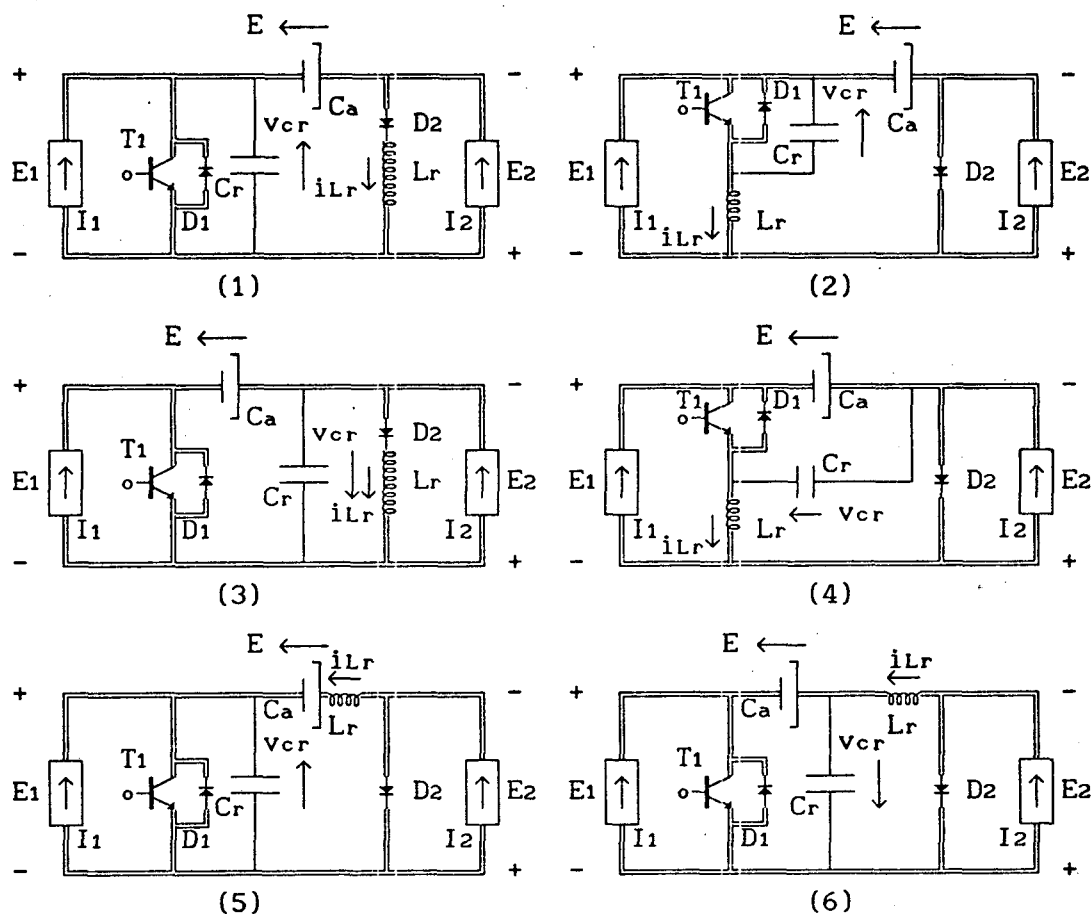 E E
+ - + -
T1 D1 Vcr
Ca Ca
E1 T1 Vcr D2 E1 Cr D2 E2
Cr iLr Lr E2
I1 D1 I2 I1 iLr Lr I2
- + - +
(1) (2)
E E
+ - + -
Ca T1 D1 Ca
E1 T1 Vcr D2 E1 Cr D2 E2
Cr iLr Lr E2
I1 D1 I2 I1 iLr Lr Vcr I2
- + - +
(3) (4)
E iLr E iLr
+ - + -
Ca Lr Ca Lr
E1 T1 Vcr D2 E2 E1 T1 Vcr D2 E2
Cr Cr
I1 D1 I2 I1 D1 I2
- + - +
(5) (6)